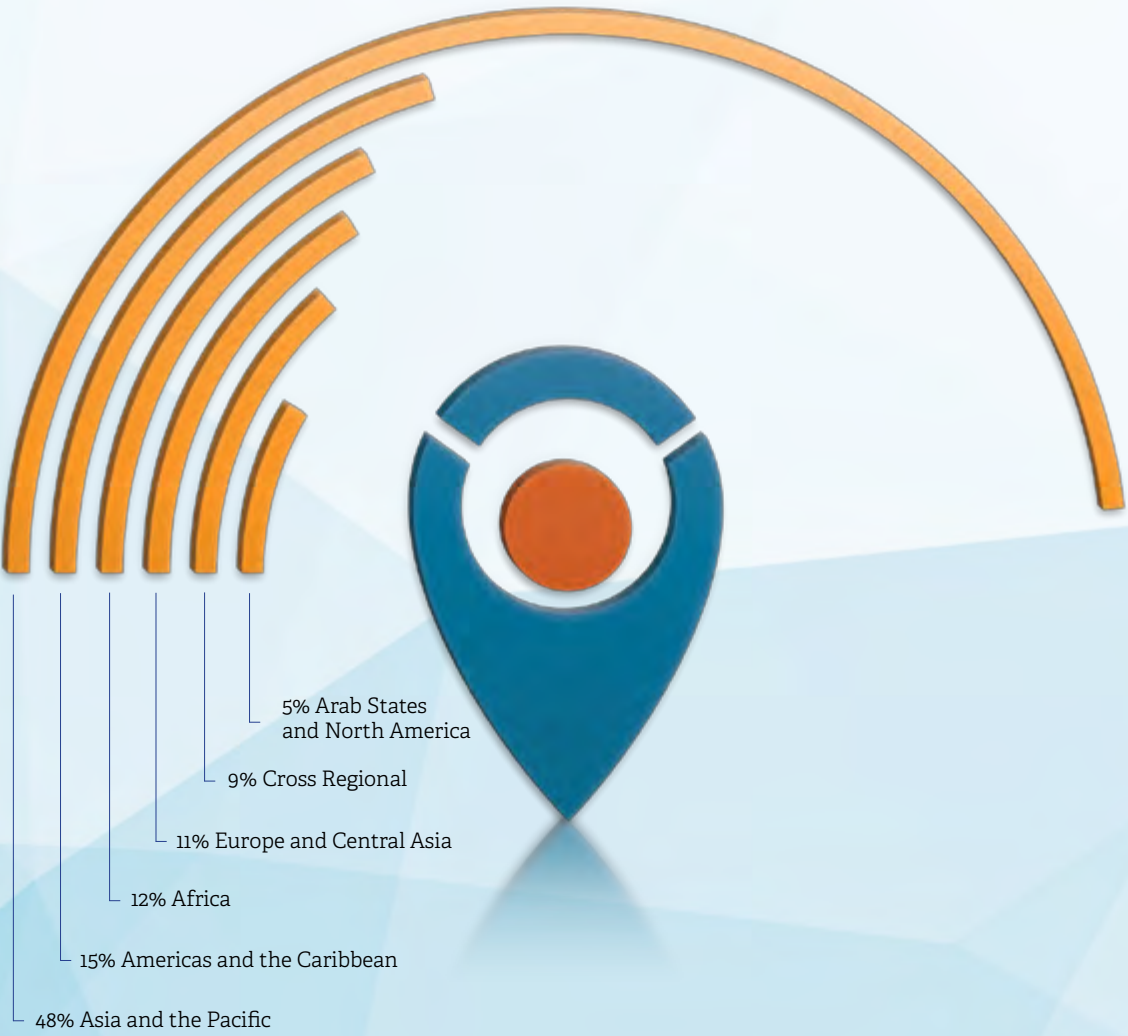 5% Arab States
and North America
9% Cross Regional
11% Europe and Central Asia
12% Africa
15% Americas and the Caribbean
48% Asia and the Pacific